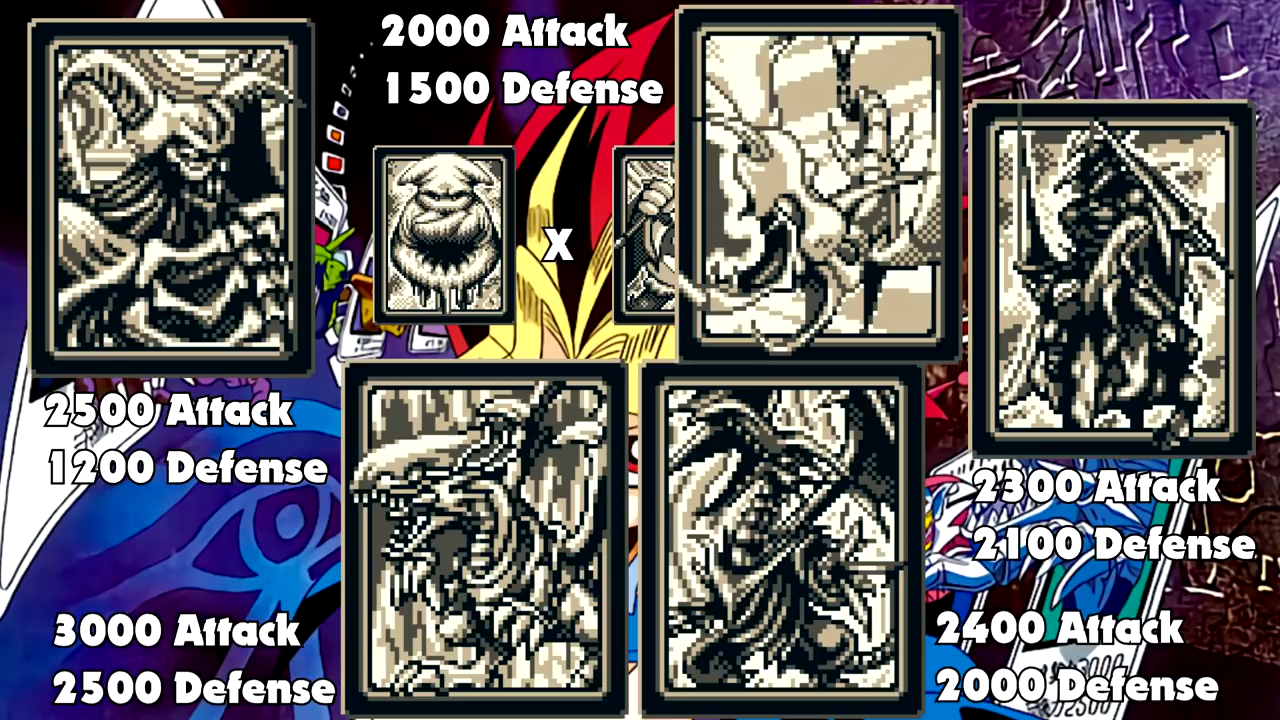 2000 Attack
1500 Defense
X
2500 Attack
1200 Defense
2300 Attack
2100 Defense
3000 Attack
2500 Defense
2400 Attack
2000 Defense